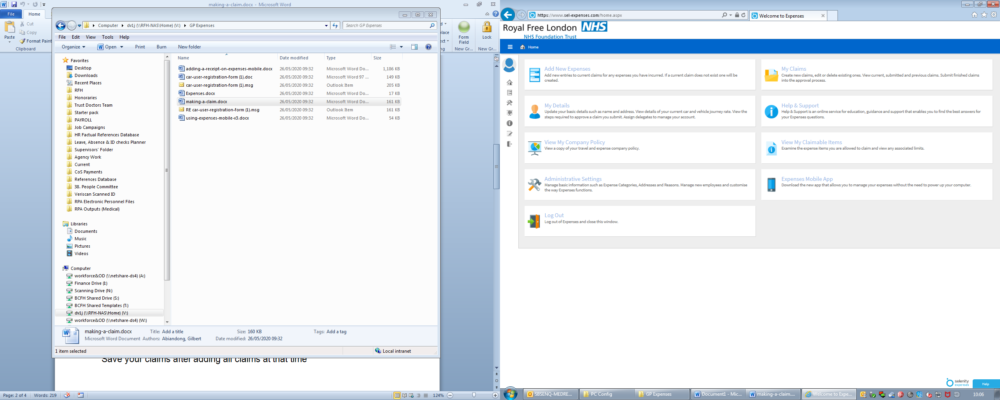 making-a-claim.docx - Microsoft Word
File
Home
Paste
Cut
Copy
Format Paint
Clipboard
Computer
dv1j (\\RFH-NAS\Home) (V:)
GP Expenses
Search GP Expenses
File Edit View Tools Help
Organize Open Print Burn New folder
Favorites
Desktop
Downloads
Recent Places
RFH
Honoraries
Trust Doctors Team
Starter pack
PAYROLL
Job Campaigns
HR Factual References Database
Leave, Absence & ID checks Planner
Supervisors' Folder
Agency Work
Current
CoS Payments
References Database
38. People Committee
Veriscan Scanned ID
RPA Electronic Personnel Files
RPA Outputs (Medical)
Libraries
Documents
Music
Pictures
Videos
Computer
workforce&OD (\\netshare-ds4) (A:)
Finance Drive (I:)
Scanning Drive (N:)
BCFH Shared Drive (S:)
BCFH Shared Templates (T:)
dv1j (\\RFH-NAS\Home) (V:)
workforce&OD (\\netshare-ds4) (W:)
Name Date modified Type Size
adding-a-receipt-on-expenses-mobile.docx 26/05/2020 09:32 Microsoft Word Do... 1,186 KB
car-user-registration-form (1).doc 26/05/2020 09:32 Microsoft Word 97 ... 149 KB
car-user-registration-form (1).msg 26/05/2020 09:32 Outlook Item 205 KB
Expenses.docx 26/05/2020 09:32 Microsoft Word Do... 17 KB
making-a-claim.docx 26/05/2020 09:32 Microsoft Word Do... 161 KB
RE car-user-registration-form (1).msg 26/05/2020 09:32 Outlook Item 161 KB
using-expenses-mobile-v3.docx 26/05/2020 09:32 Microsoft Word Do... 54 KB
making-a-claim.docx Title: Add a title Size: 160 KB Tags: Add a tag
Microsoft Word Document Authors: Abiandong, Gilbert Date modified: 26/05/2020 09:32
1 item selected
Local intranet
d
place
ect
ng
Form
Field
New Gr...
Lock
New Gr...
Save your claims after adding all claims at that time
Page: 2 of 4 Words: 219
124%
https://www.sel-expenses.com/home.aspx
Welcome to Expenses
Royal Free London NHS
NHS Foundation Trust
Home
Add New Expenses
Add new entries to current claims for any expenses you have incurred. If a current claim does not exist one will be
created.
My Claims
Create new claims, edit or delete existing ones. View current, submitted and previous claims. Submit finished claims
into the approval process.
My Details
Update your basic details such as name and address. View details of your current car and vehicle journey rate. View the
steps required to approve a claim you submit. Assign delegates to manage your account.
Help & Support
Help & Support is an online service for education, guidance and support that enables you to find the best answers for
your Expenses questions.
View My Company Policy
View a copy of your travel and expense company policy.
View My Claimable Items
Examine the expense items you are allowed to claim and view any associated limits.
Administrative Settings
Manage basic information such as Expense Categories, Addresses and Reasons. Manage new employees and customise
the way Expenses functions.
Expenses Mobile App
Download the new app that allows you to manage your expenses without the need to power up your computer.
Log Out
Log out of Expenses and close this window.
selenity
expenses
Help
SBSENQ-MEDRE...
PC Config
GP Expenses
Document1 - Mic...
making-a-claim....
Welcome to Expe...
10:06